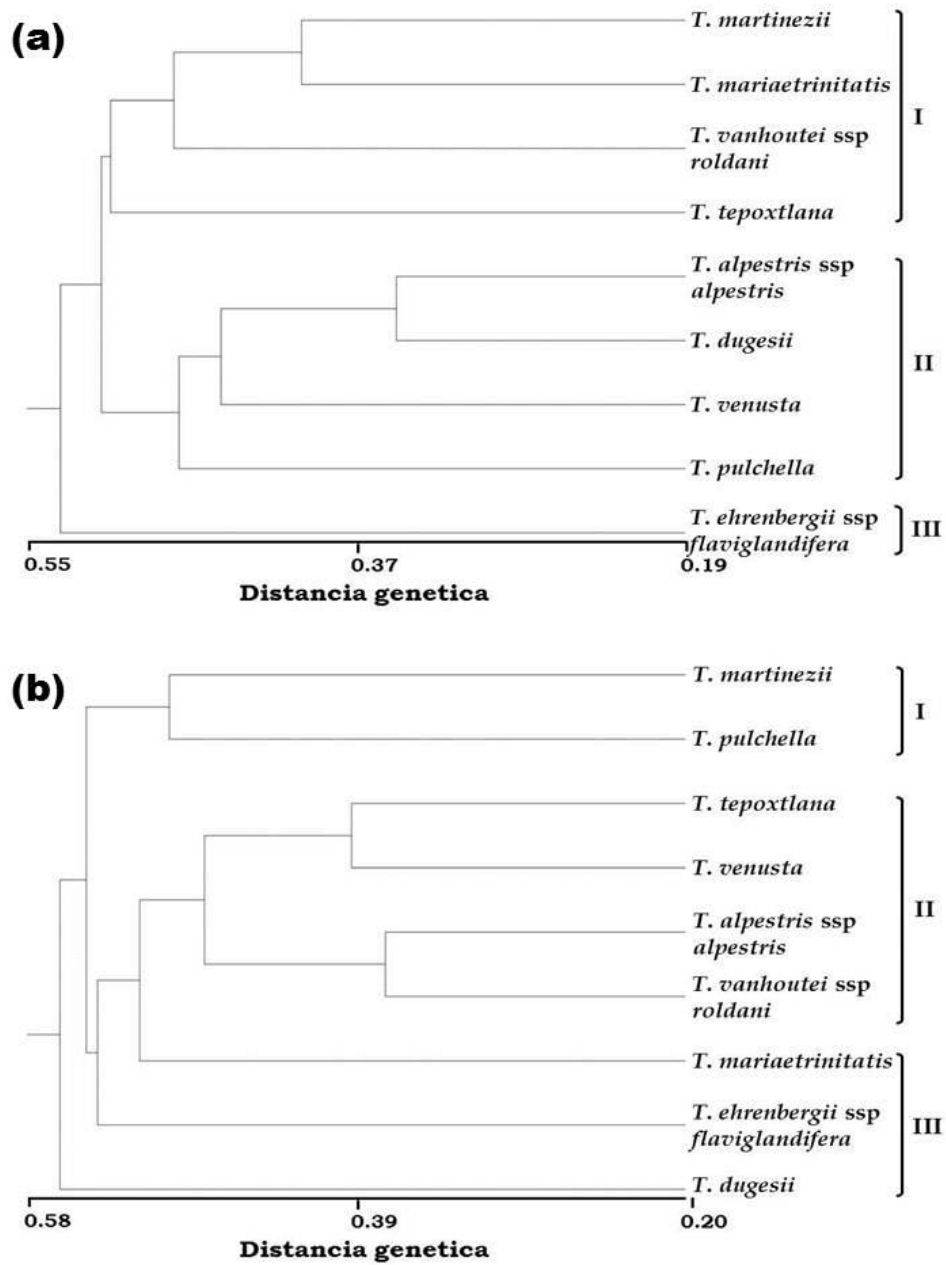 (a)
T. martinezii
T. mariaetrinitatis
T. vanhoutei ssp
roldani
T. tepoxtlana
I
T. alpestris ssp
alpestris
T. dugesii
T. venusta
T. pulchella
II
T. ehrenbergii ssp
flaviglandifera
III
0.55 0.37 0.19
Distancia genetica
(b)
T. martinezii
T. pulchella
I
T. tepoxtlana
T. venusta
T. alpestris ssp
alpestris
T. vanhoutei ssp
roldani
II
T. mariaetrinitatis
T. ehrenbergii ssp
flaviglandifera
T. dugesii
III
0.58 0.39 0.20
Distancia genetica